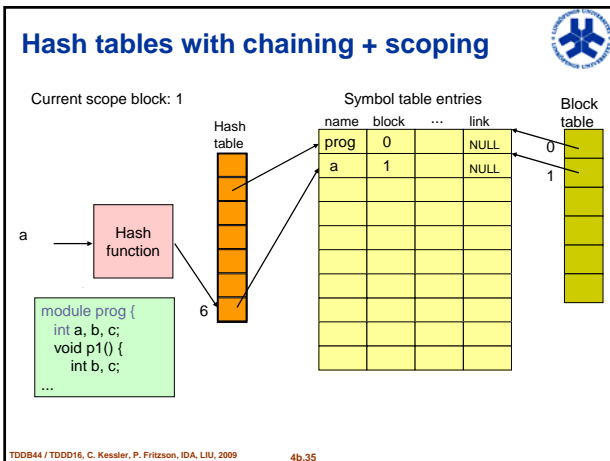 Hash tables with chaining + scoping
LINKÖPINGS UNIVERSITET
Current scope block: 1
Symbol table entries
Block
table
Hash
table
name block ... link
prog 0 NULL
a 1 NULL
0
1
a
Hash
function
6
module prog {
int a, b, c;
void p1() {
int b, c;
...
TDDB44 / TDDD16, C. Kessler, P. Fritzson, IDA, LIU, 2009
4b.35